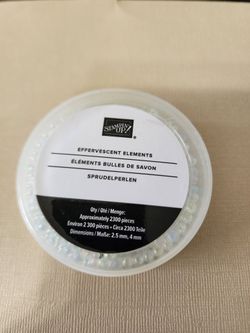 STAMPIN' UP!
EFFERVESCENT ELEMENTS
ÉLÉMENTS BULLES DE SAVON
SPRUDELPERLEN
Qty / Qté / Menge:
Approximately 2300 pieces
Environ 2 300 pièces • Circa 2300 Teile
Dimensions / Maße: 2.5 mm, 4 mm